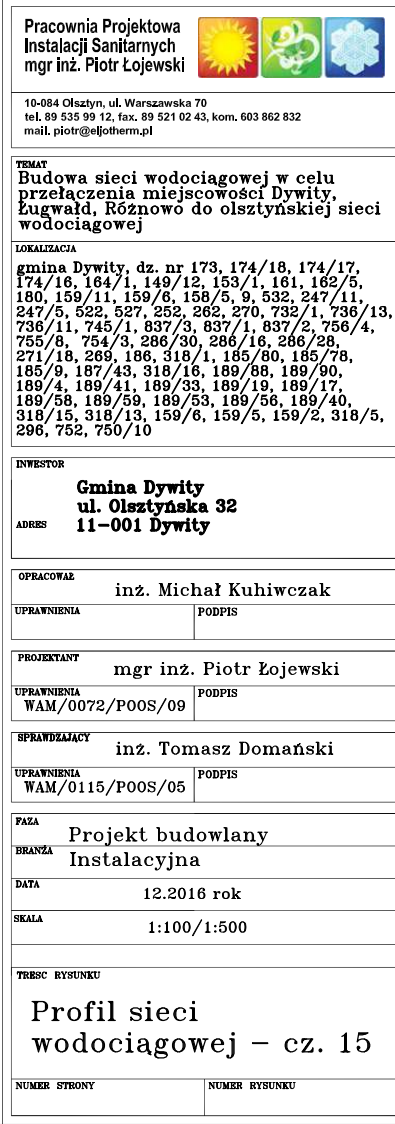 Pracownia Projektowa
Instalacji Sanitarnych
mgr inż. Piotr Łojewski
10-084 Olsztyn, ul. Warszawska 70
tel. 89 535 99 12, fax. 89 521 02 43, kom. 603 862 832
mail. piotr@eljotherm.pl
TEMAT
Budowa sieci wodociągowej w celu
przełączenia miejscowości Dywity,
Ługwałd, Różnowo do olsztyńskiej sieci
wodociągowej
LOKALIZACJA
gmina Dywity, dz. nr 173, 174/18, 174/17,
174/16, 164/1, 149/12, 153/1, 161, 162/5,
180, 159/11, 159/6, 158/5, 9, 532, 247/11,
247/5, 522, 527, 252, 262, 270, 732/1, 736/13,
736/11, 745/1, 837/3, 837/1, 837/2, 756/4,
755/8, 754/3, 286/30, 286/16, 286/28,
271/18, 269, 186, 318/1, 185/80, 185/78,
185/9, 187/43, 318/16, 189/88, 189/90,
189/4, 189/41, 189/33, 189/19, 189/17,
189/58, 189/59, 189/53, 189/56, 189/40,
318/15, 318/13, 159/6, 159/5, 159/2, 318/5,
296, 752, 750/10
INWESTOR
Gmina Dywity
ul. Olsztyńska 32
ADRES 11-001 Dywity
OPRACOWAŁ
inż. Michał Kuhiwczak
UPRAWNIENIA PODPIS
PROJEKTANT
mgr inż. Piotr Łojewski
UPRAWNIENIA PODPIS
WAM/0072/POOS/09
SPRAWDZAJĄCY
inż. Tomasz Domański
UPRAWNIENIA PODPIS
WAM/0115/POOS/05
FAZA
Projekt budowlany
BRANŻA Instalacyjna
DATA
12.2016 rok
SKALA
1:100/1:500
TRESC RYSUNKU
Profil sieci
wodociągowej – cz. 15
NUMER STRONY NUMER RYSUNKU